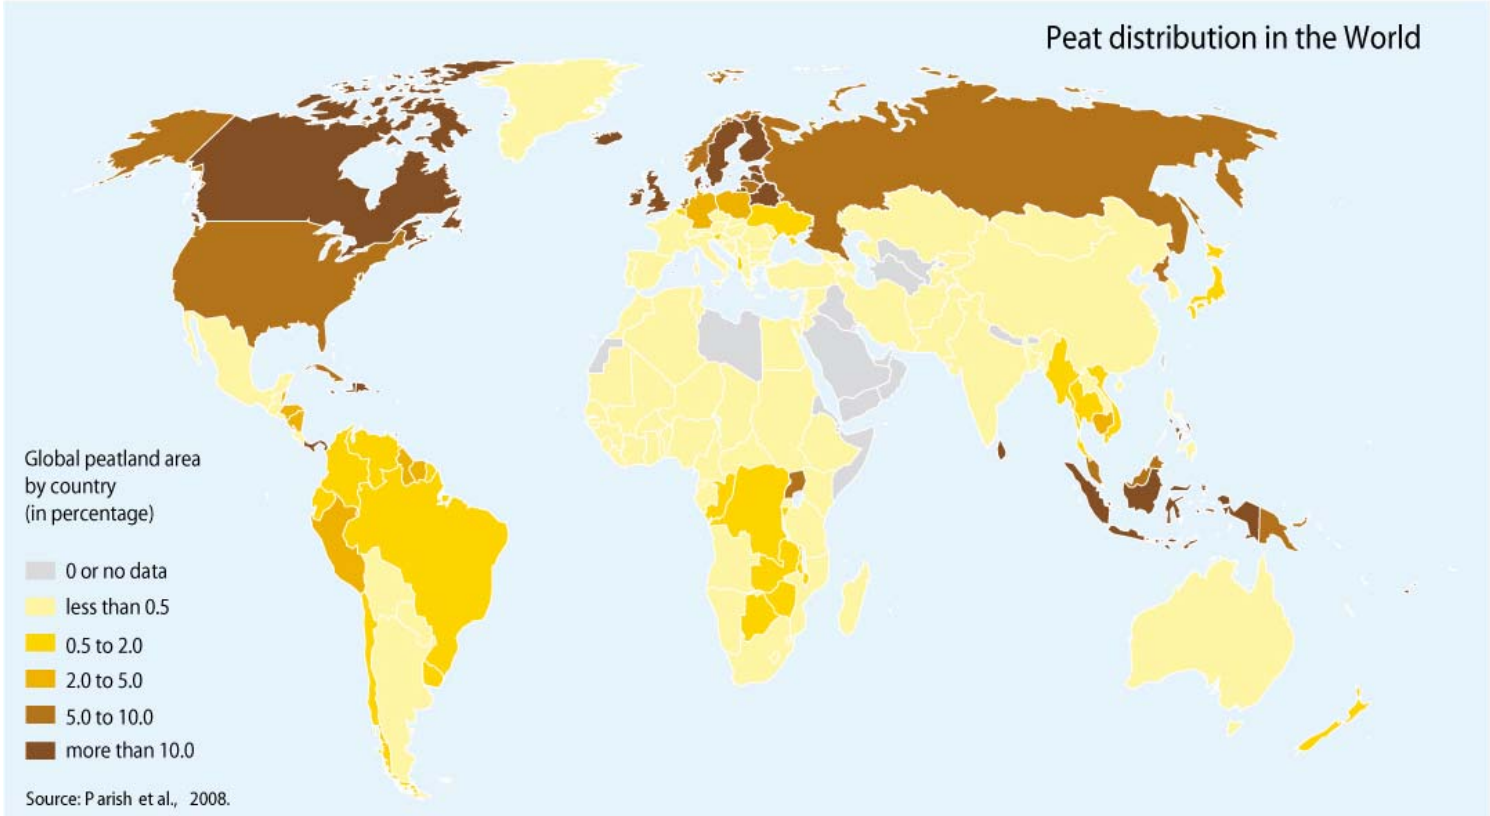 Peat distribution in the World
Global peatland area
by country
(in percentage)
0 or no data
less than 0.5
0.5 to 2.0
2.0 to 5.0
5.0 to 10.0
more than 10.0
Source: P arish et al., 2008.